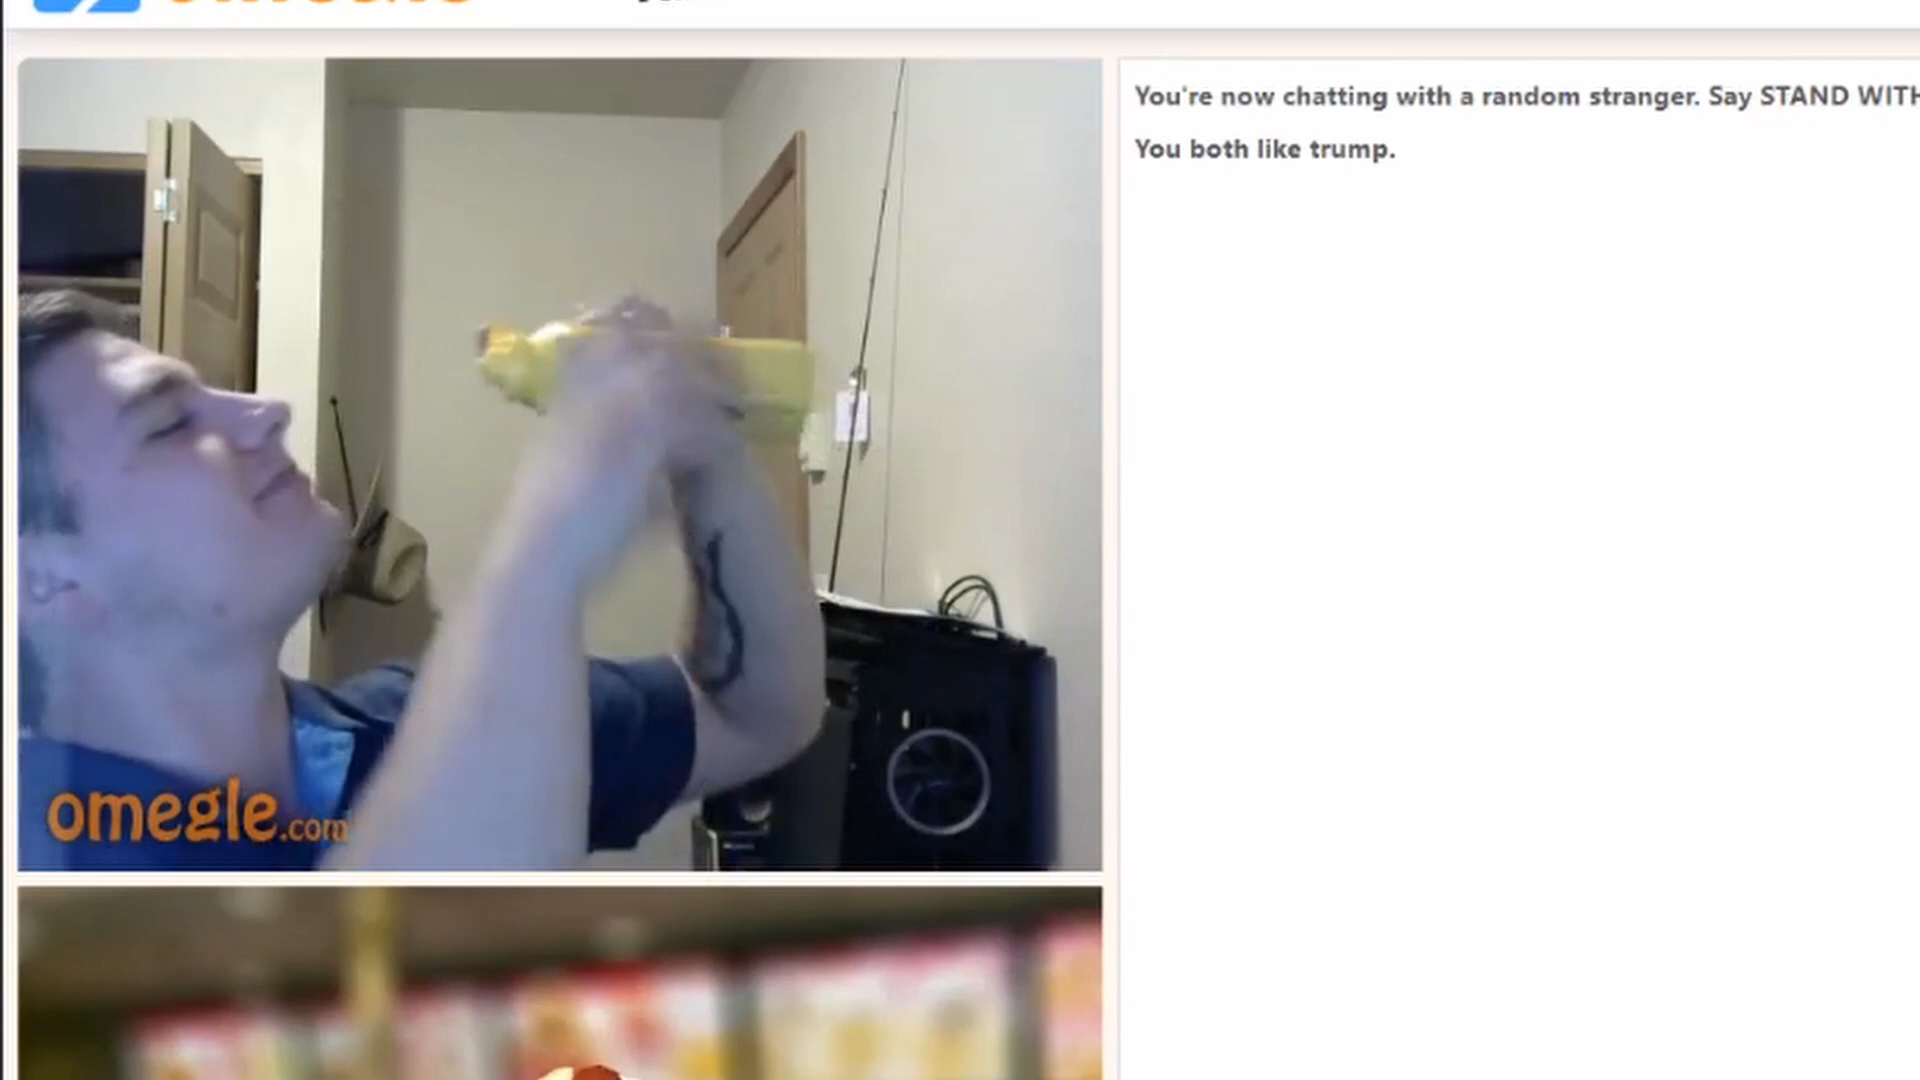 You're now chatting with a random stranger. Say STAND WITH
You both like trump.
omegle.com